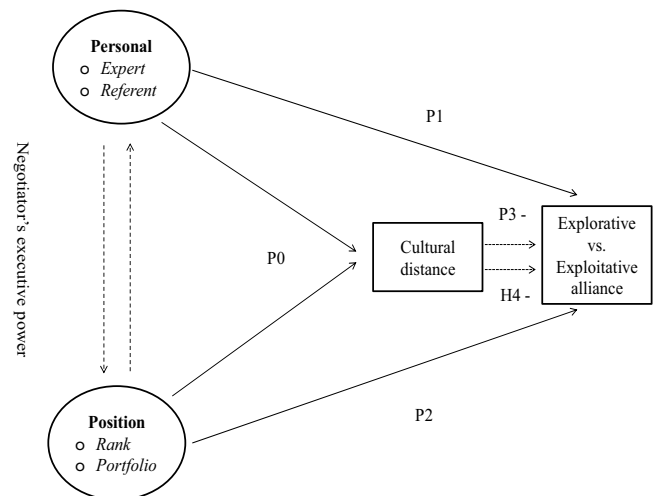 Personal
Expert
Referent
P1
Negotiator's executive power
P3 -
Explorative
vs.
Exploitative
alliance
Cultural
distance
P0
H4 -
Position
Rank
Portfolio
P2